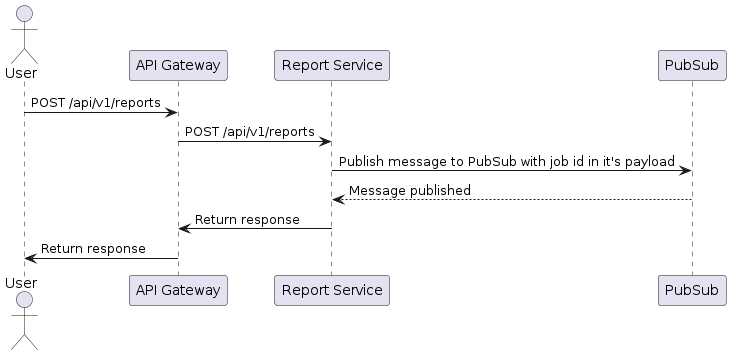 User
API Gateway
Report Service
PubSub
POST /api/v1/reports
POST /api/v1/reports
Publish message to PubSub with job id in it's payload
Message published
Return response
Return response
User
API Gateway
Report Service
PubSub